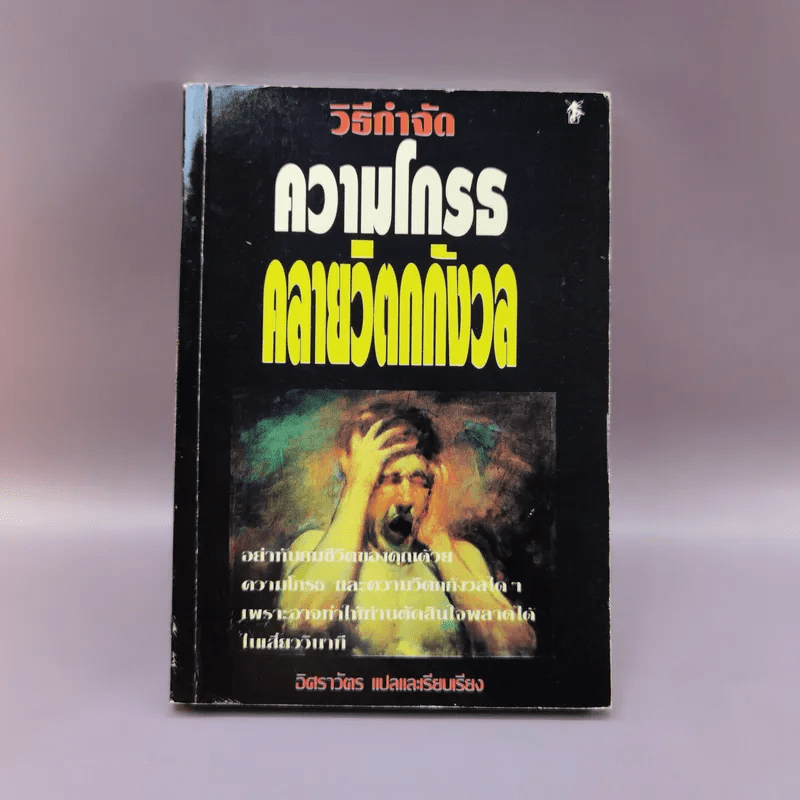 วิธีกำจัด
ความโกรธ
คลายวิตกกังวล
อย่าทับถมชีวิตของคุณด้วย
ความโกรธ และความวิตกกังวลใด ๆ
เพราะอาจทำให้ท่านตัดสินใจพลาดได้
ในเสี้ยววินาที
อิศราวัตร แปลและเรียบเรียง